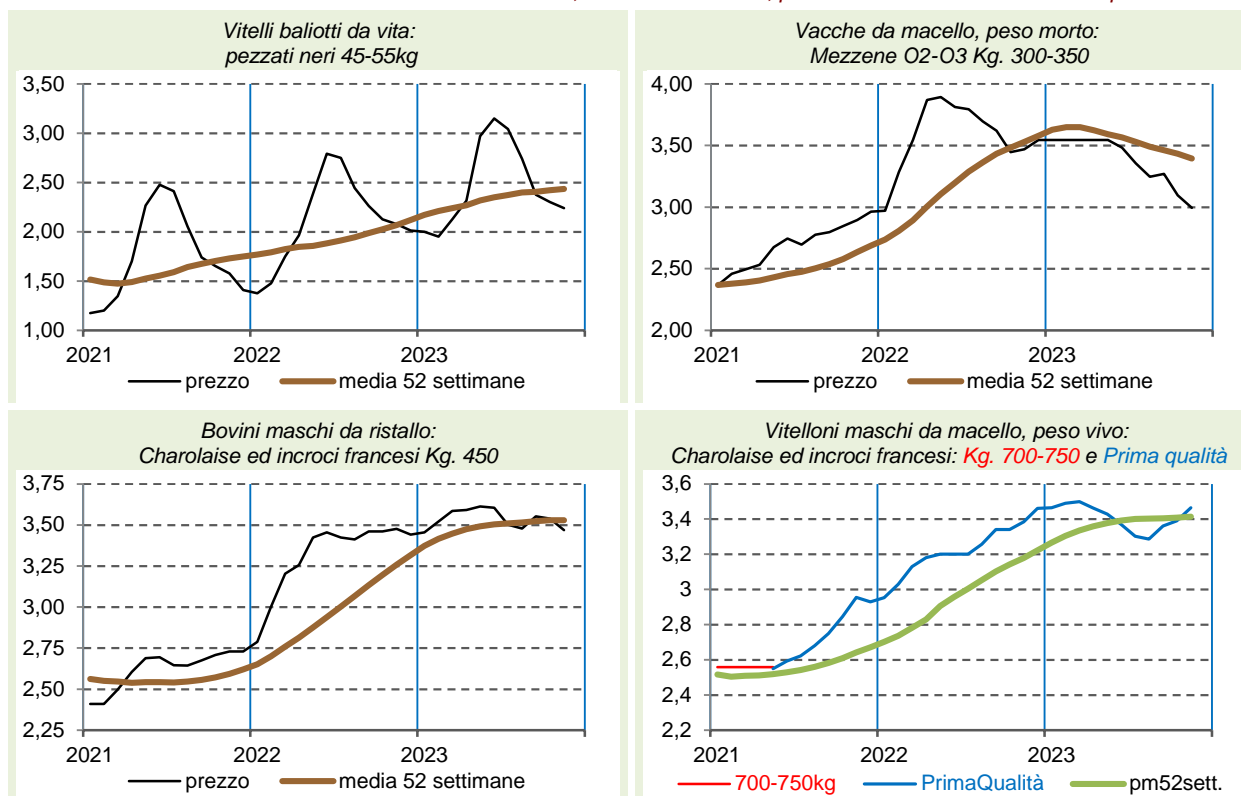 Vitelli baliotti da vita:
pezzati neri 45-55kg
3,50
3,00
2,50
2,00
1,50
1,00
2021 2022 2023
prezzo media 52 settimane
Vacche da macello, peso morto:
Mezzene O2-O3 Kg. 300-350
4,00
3,50
3,00
2,50
2,00
2021 2022 2023
prezzo media 52 settimane
Bovini maschi da ristallo:
Charolaise ed incroci francesi Kg. 450
3,75
3,50
3,25
3,00
2,75
2,50
2,25
2021 2022 2023
prezzo media 52 settimane
Vitelloni maschi da macello, peso vivo:
Charolaise ed incroci francesi: Kg. 700-750 e Prima qualità
3,6
3,4
3,2
3
2,8
2,6
2,4
2,2
2021 2022 2023
700-750kg PrimaQualità pm52sett.